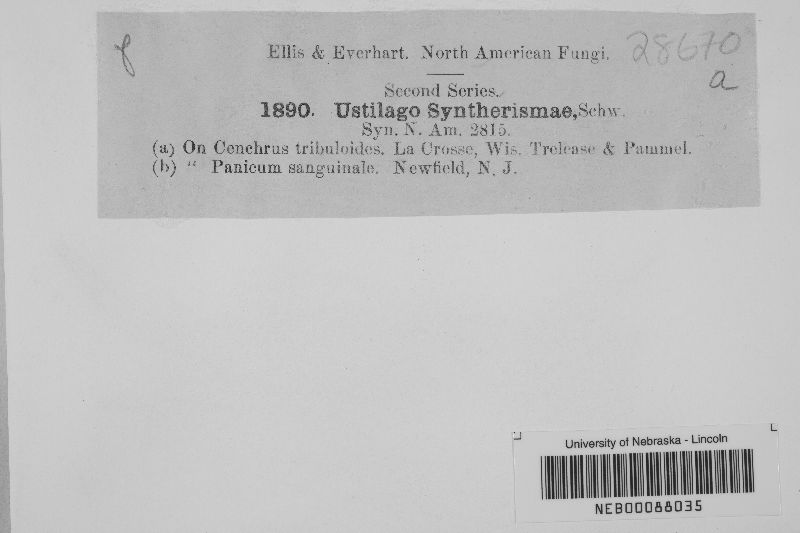 f
Ellis & Everhart. North American Fungi.
28670
a
Second Series.
1890. Ustilago Syntherismae, Schw.
Syn. N. Am. 2815.
(a) On Cenchrus tribuloides. La Crosse, Wis. Trelease & Pammel.
(b) " Panicum sanguinale. Newfield, N. J.
University of Nebraska - Lincoln
NEB00088035